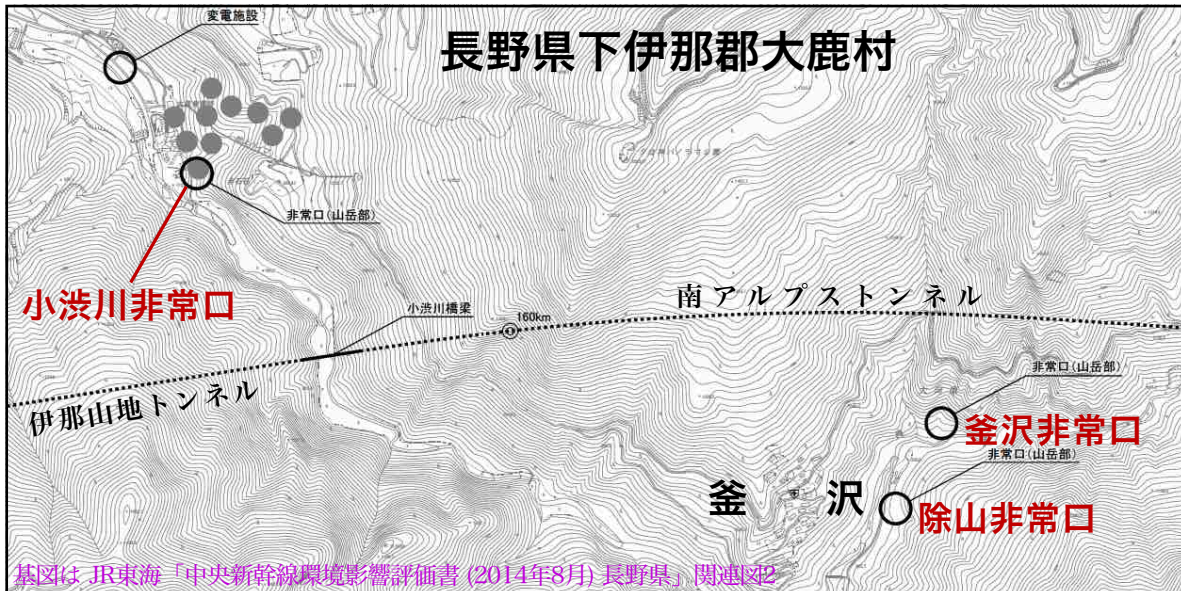 変電施設
長野県下伊那郡大鹿村
非常口(山岳部)
小渋川非常口
小渋川橋梁
160km
南アルプストンネル
伊那山地トンネル
非常口(山岳部)
釜沢非常口
非常口(山岳部)
釜 沢
除山非常口
基図は JR東海「中央新幹線環境影響評価書 (2014年8月) 長野県」関連図2